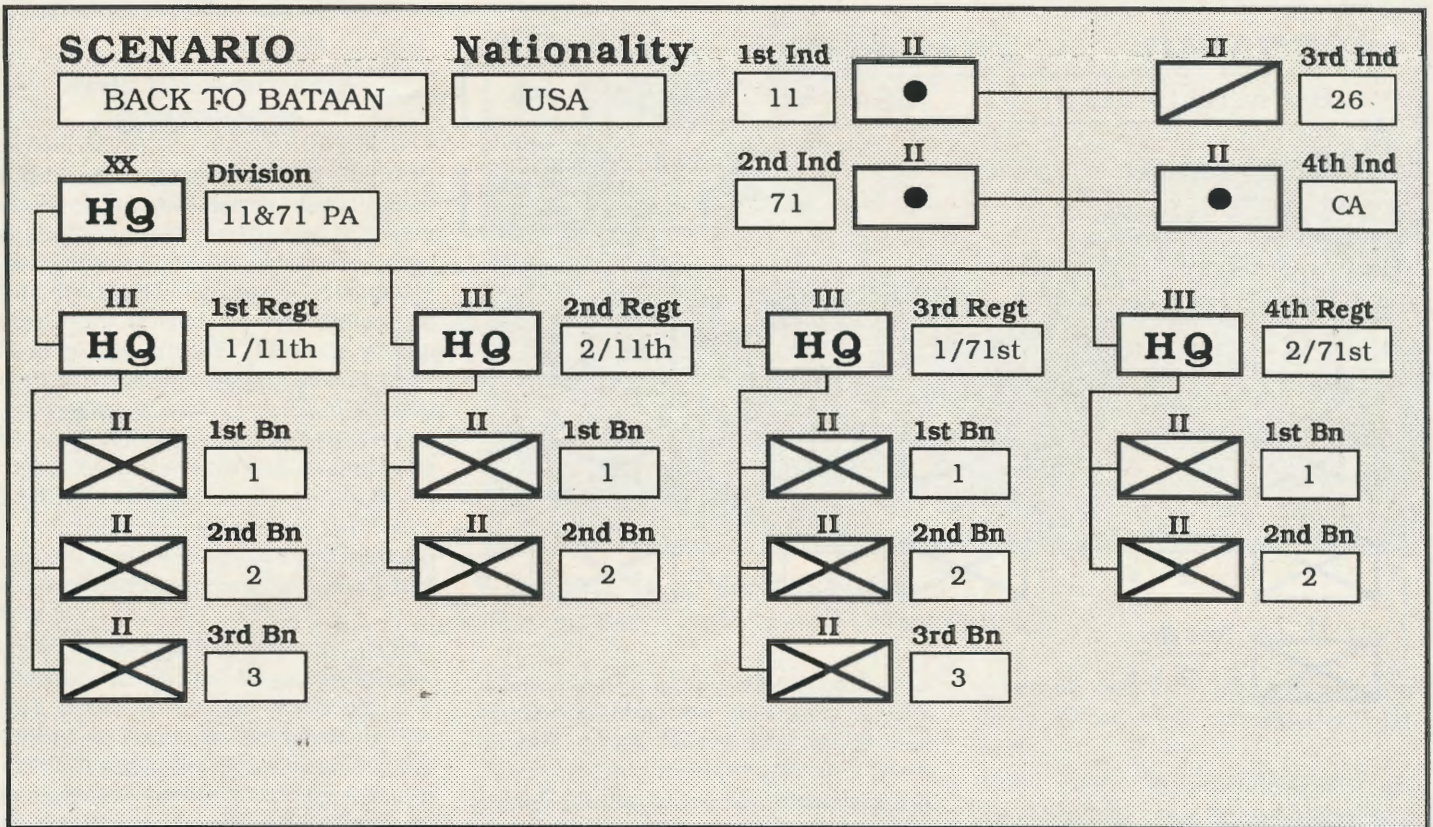 SCENARIO Nationality
BACK TO BATAAN USA
1st Ind II II 3rd Ind
11 26
2nd Ind II II 4th Ind
71 CA
XX Division
HQ 11&71 PA
III 1st Regt III 2nd Regt III 3rd Regt III 4th Regt
HQ 1/11th HQ 2/11th HQ 1/71st HQ 2/71st
II 1st Bn II 1st Bn II 1st Bn II 1st Bn
1 1 1 1
II 2nd Bn II 2nd Bn II 2nd Bn II 2nd Bn
2 2 2 2
II 3rd Bn II 3rd Bn
3 3